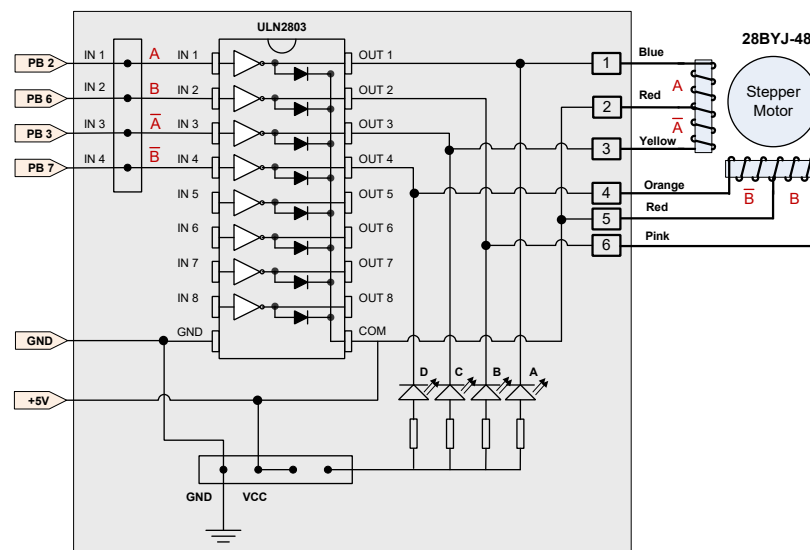 ULN2803
28BYJ-48
PB 2 IN 1 A IN 1 OUT 1 1 Blue
PB 6 IN 2 B IN 2 OUT 2 2 Red
A
Stepper
Motor
PB 3 IN 3 A̅ IN 3 OUT 3 3 Yellow
A̅
PB 7 IN 4 B̅ IN 4 OUT 4 4 Orange
IN 5 OUT 5 5 Red
B̅ B
IN 6 OUT 6 6 Pink
IN 7 OUT 7
IN 8 OUT 8
GND GND COM
D C B A
+5V
GND VCC